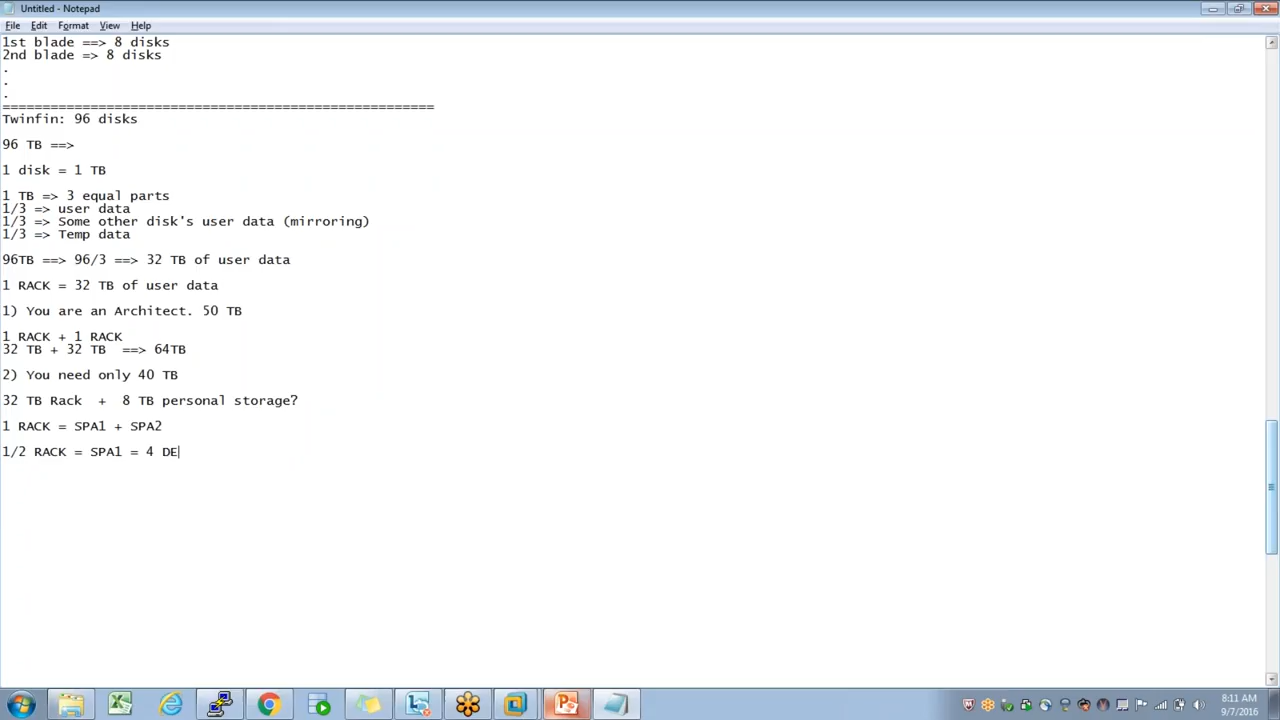 Untitled - Notepad
File Edit Format View Help
1st blade ==> 8 disks
2nd blade => 8 disks
.
.
.
======================================================
Twinfin: 96 disks
96 TB ==>
1 disk = 1 TB
1 TB => 3 equal parts
1/3 => user data
1/3 => Some other disk's user data (mirroring)
1/3 => Temp data
96TB ==> 96/3 ==> 32 TB of user data
1 RACK = 32 TB of user data
1) You are an Architect. 50 TB
1 RACK + 1 RACK
32 TB + 32 TB  ==> 64TB
2) You need only 40 TB
32 TB Rack  +  8 TB personal storage?
1 RACK = SPA1 + SPA2
1/2 RACK = SPA1 = 4 DE
8:11 AM
9/7/2016